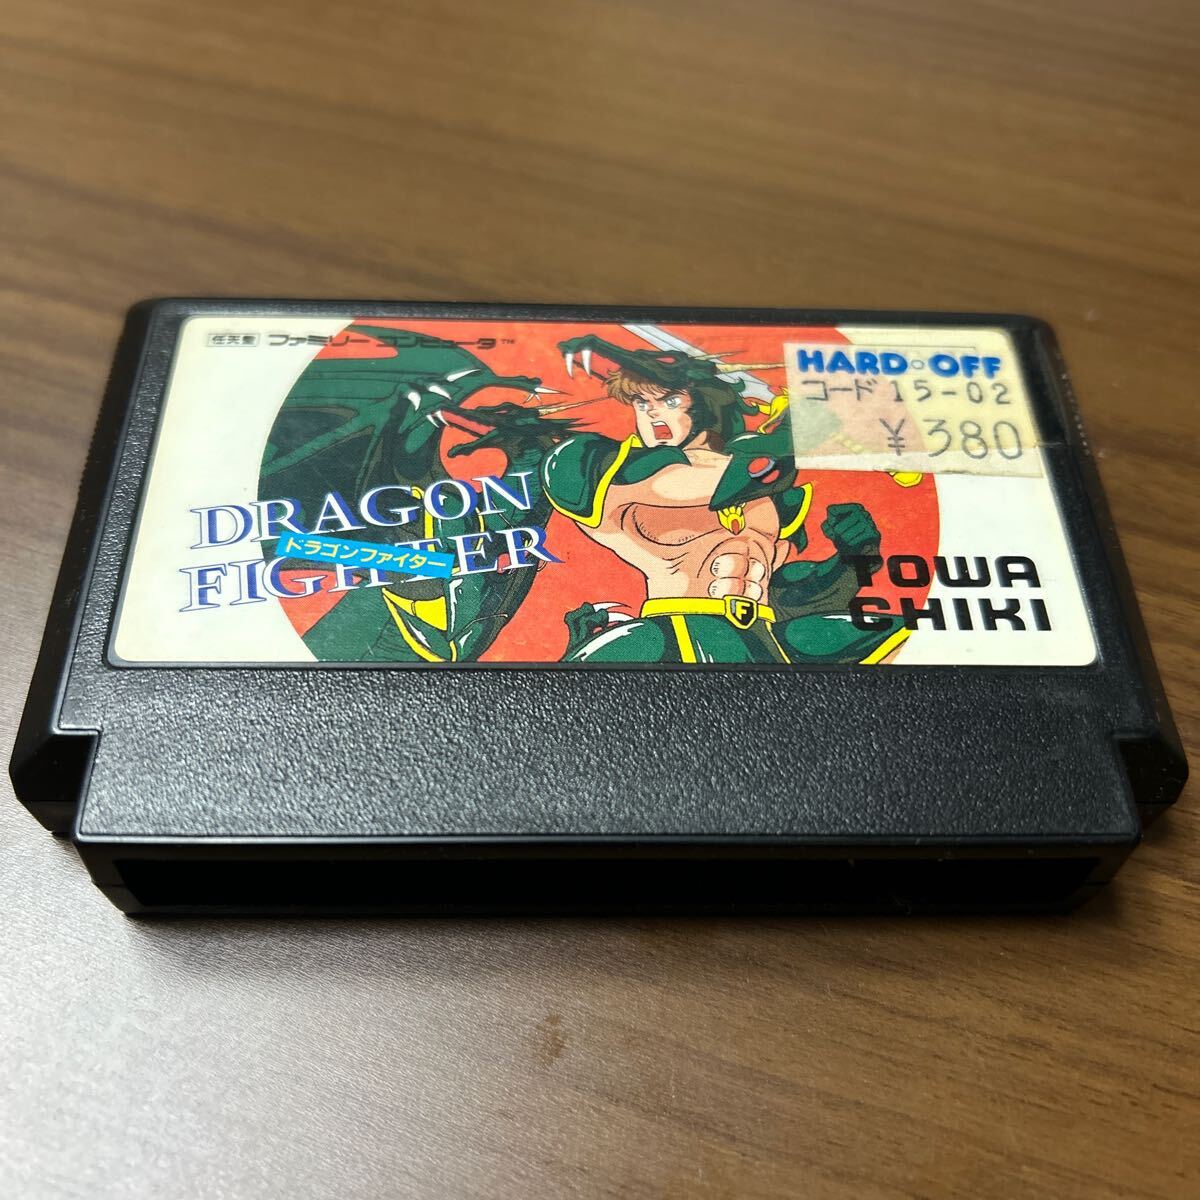 任天堂 ファミリー コンピュータ™
HARD・OFF
コード 15-02
¥380
DRAGON
ドラゴンファイター
FIGHTER
F
TOWA
CHIKI